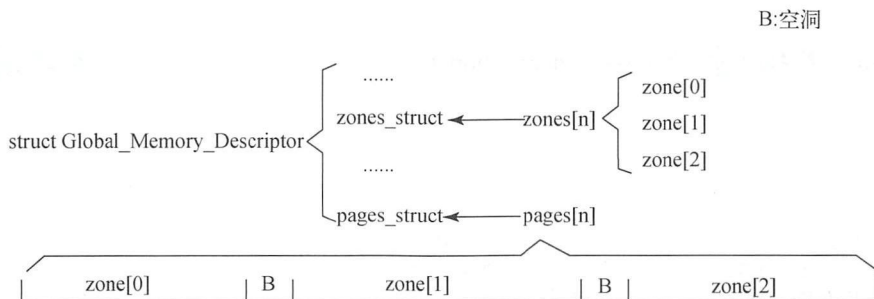 B:空洞
......
zone[0]
zones_struct zones[n] zone[1]
struct Global_Memory_Descriptor
...... zone[2]
pages_struct pages[n]
zone[0] B zone[1] B zone[2]